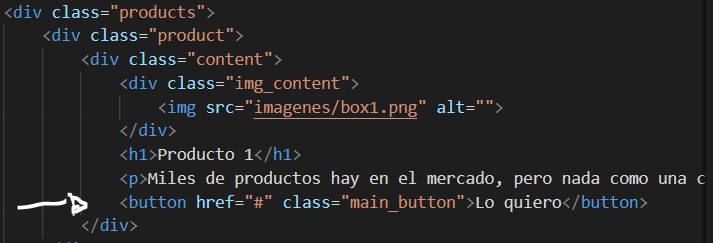 <div class="products">
<div class="product">
<div class="content">
<div class="img_content">
<img src="imagenes/box1.png" alt="">
</div>
<h1>Producto 1</h1>
<p>Miles de productos hay en el mercado, pero nada como una c
<button href="#" class="main_button">Lo quiero</button>
</div>